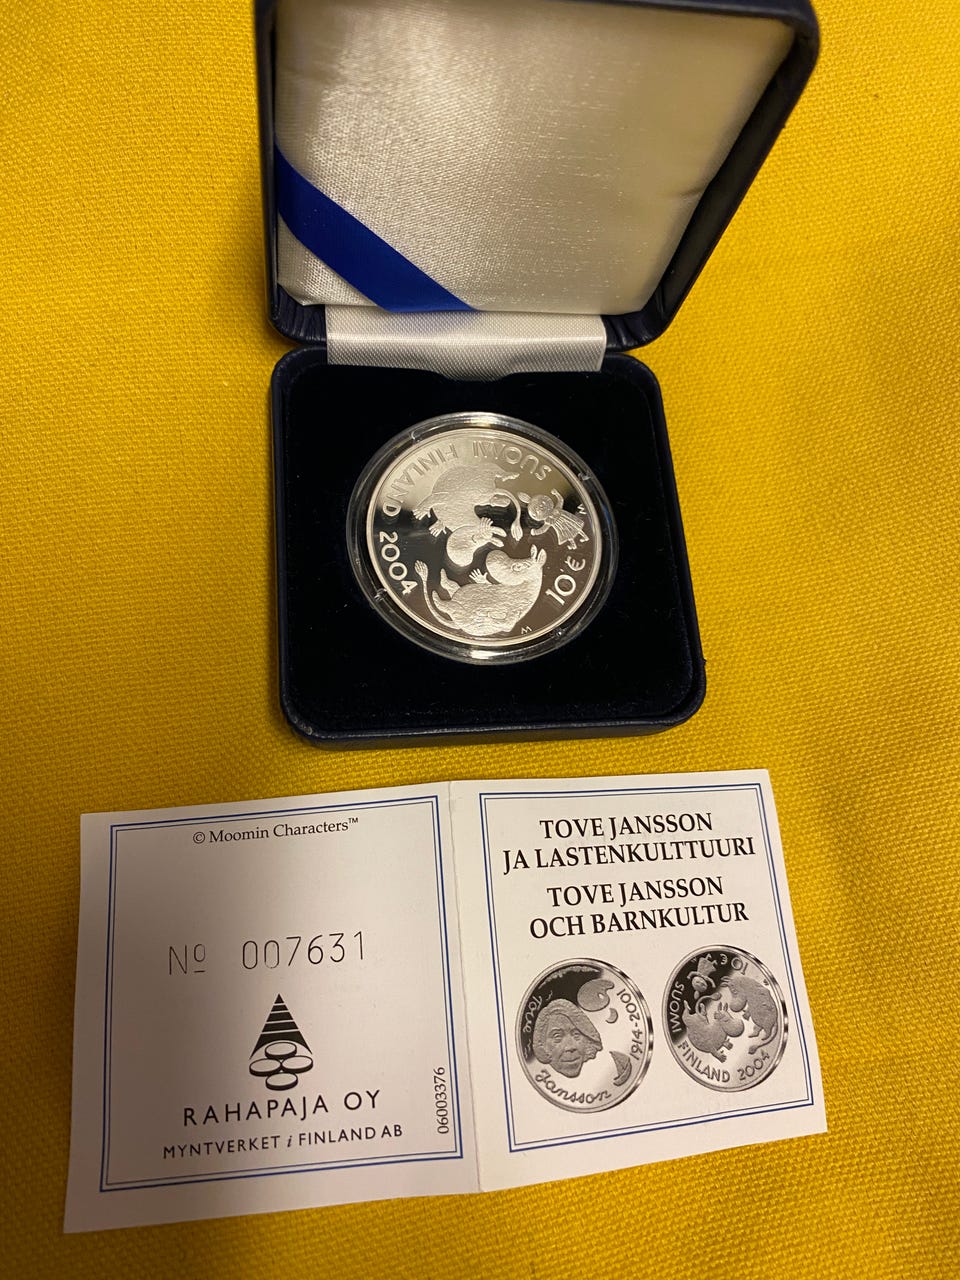 SUOMI FINLAND 2004
10 €
M
M
© Moomin Characters™
Nº 007631
RAHAPAJA OY
MYNTVERKET i FINLAND AB
06003376
TOVE JANSSON
JA LASTENKULTTUURI
TOVE JANSSON
OCH BARNKULTUR
Tove
Jansson
1914-2001
10 €
SUOMI FINLAND 2004